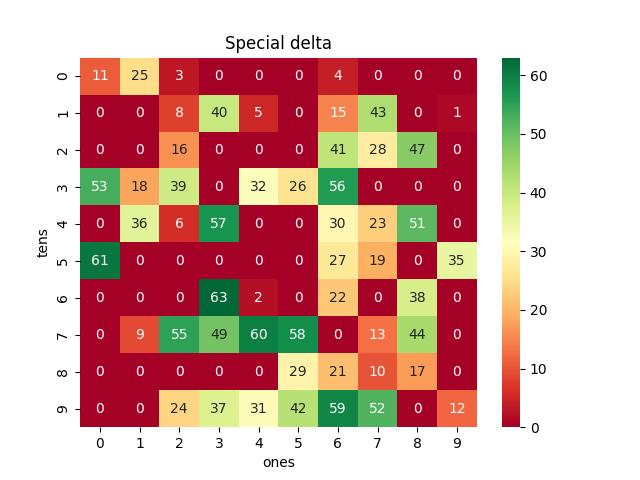 Special delta
0 11 25 3 0 0 0 4 0 0 0
1 0 0 8 40 5 0 15 43 0 1
2 0 0 16 0 0 0 41 28 47 0
3 53 18 39 0 32 26 56 0 0 0
4 0 36 6 57 0 0 30 23 51 0
5 61 0 0 0 0 0 27 19 0 35
6 0 0 0 63 2 0 22 0 38 0
7 0 9 55 49 60 58 0 13 44 0
8 0 0 0 0 0 29 21 10 17 0
9 0 0 24 37 31 42 59 52 0 12
0 1 2 3 4 5 6 7 8 9
ones
tens
60
50
40
30
20
10
0